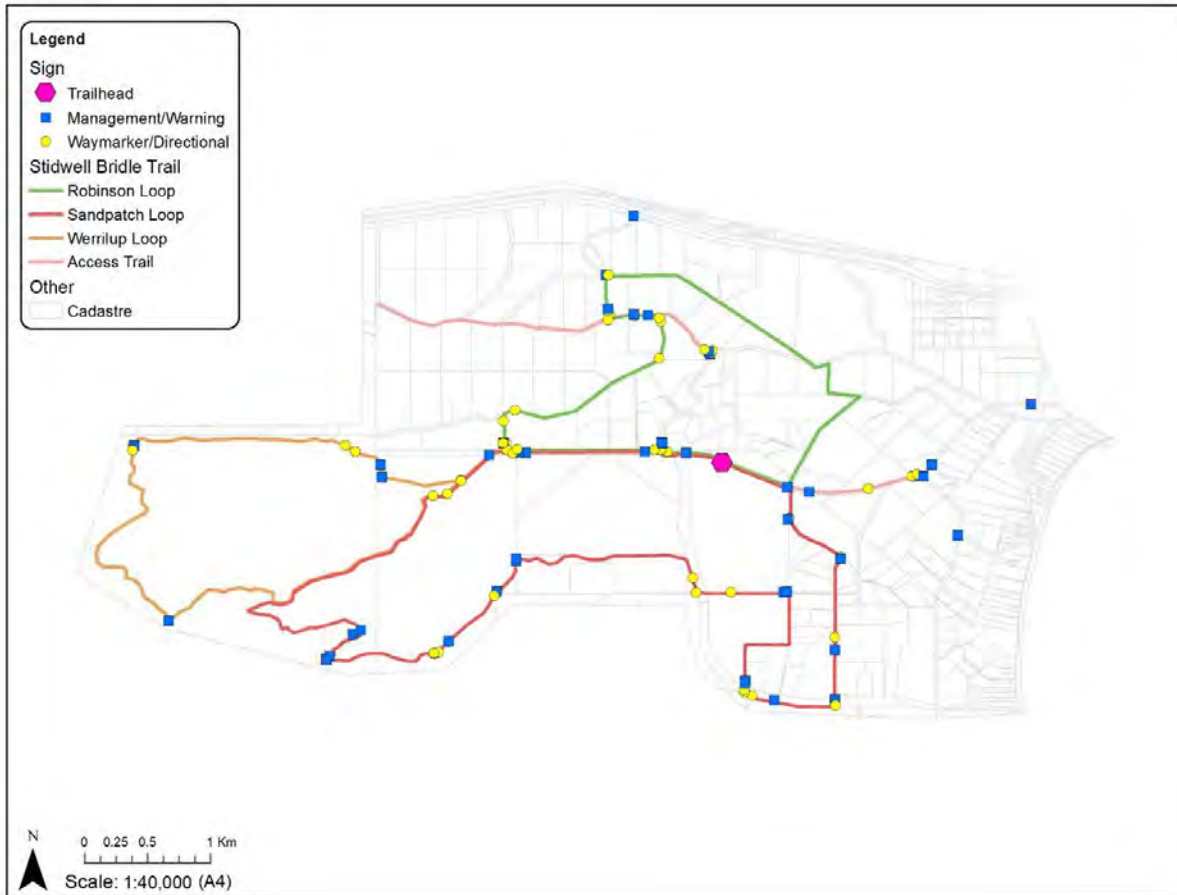 Legend
Sign
Trailhead
Management/Warning
Waymarker/Directional
Stidwell Bridle Trail
Robinson Loop
Sandpatch Loop
Werrilup Loop
Access Trail
Other
Cadastre
N
0 0.25 0.5 1 Km
Scale: 1:40,000 (A4)